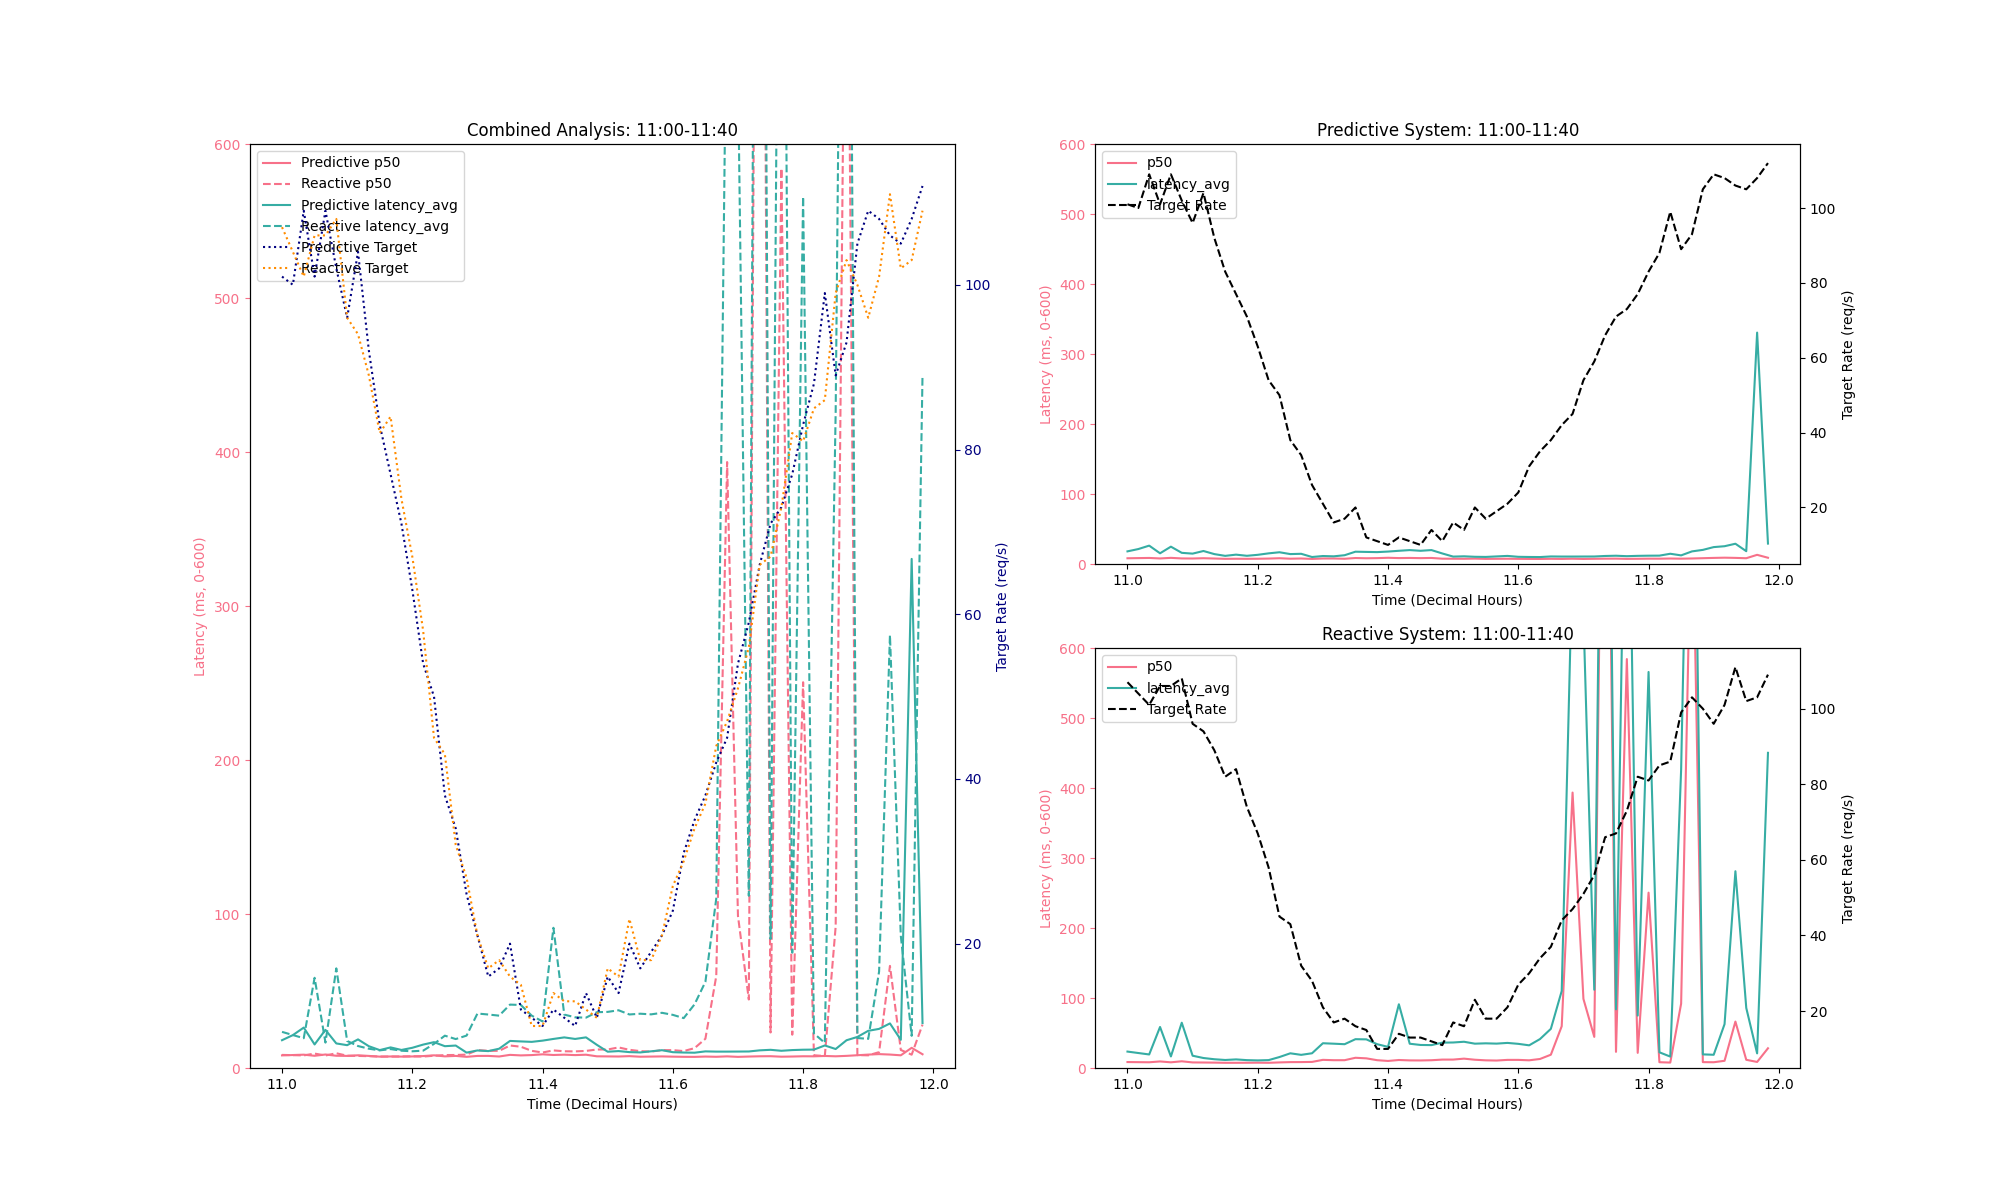 Combined Analysis: 11:00-11:40
600
500
400
300
200
100
0
Latency (ms, 0-600)
Predictive p50
Reactive p50
Predictive latency_avg
Reactive latency_avg
Predictive Target
Reactive Target
100
80
60
40
20
Target Rate (req/s)
11.0 11.2 11.4 11.6 11.8 12.0
Time (Decimal Hours)
Predictive System: 11:00-11:40
600
500
400
300
200
100
0
Latency (ms, 0-600)
p50
latency_avg
Target Rate
100
80
60
40
20
Target Rate (req/s)
11.0 11.2 11.4 11.6 11.8 12.0
Time (Decimal Hours)
Reactive System: 11:00-11:40
600
500
400
300
200
100
0
Latency (ms, 0-600)
p50
latency_avg
Target Rate
100
80
60
40
20
Target Rate (req/s)
11.0 11.2 11.4 11.6 11.8 12.0
Time (Decimal Hours)